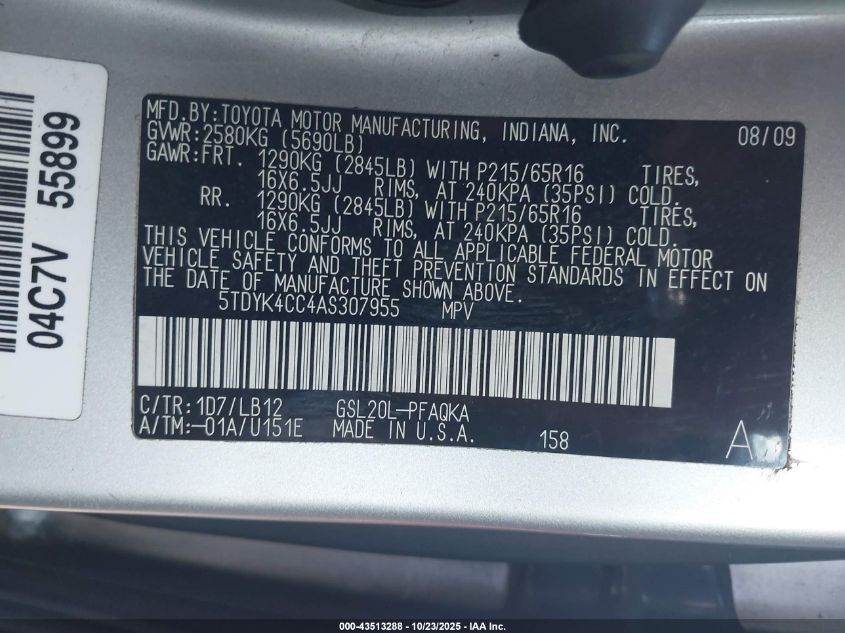 04C7V 55899
MFD.BY:TOYOTA MOTOR MANUFACTURING, INDIANA, INC. 08/09
GVWR:2580KG (5690LB)
GAWR:FRT. 1290KG (2845LB) WITH P215/65R16 TIRES,
16X6.5JJ RIMS, AT 240KPA (35PSI) COLD.
RR. 1290KG (2845LB) WITH P215/65R16 TIRES,
16X6.5JJ RIMS, AT 240KPA (35PSI) COLD.
THIS VEHICLE CONFORMS TO ALL APPLICABLE FEDERAL MOTOR
VEHICLE SAFETY AND THEFT PREVENTION STANDARDS IN EFFECT ON
THE DATE OF MANUFACTURE SHOWN ABOVE.
5TDYK4CC4AS307955 MPV
C/TR:1D7/LB12 GSL20L-PFAQKA
A/TM:-01A/U151E MADE IN U.S.A. 158 A
000-43513288 - 10/23/2025 - IAA Inc.